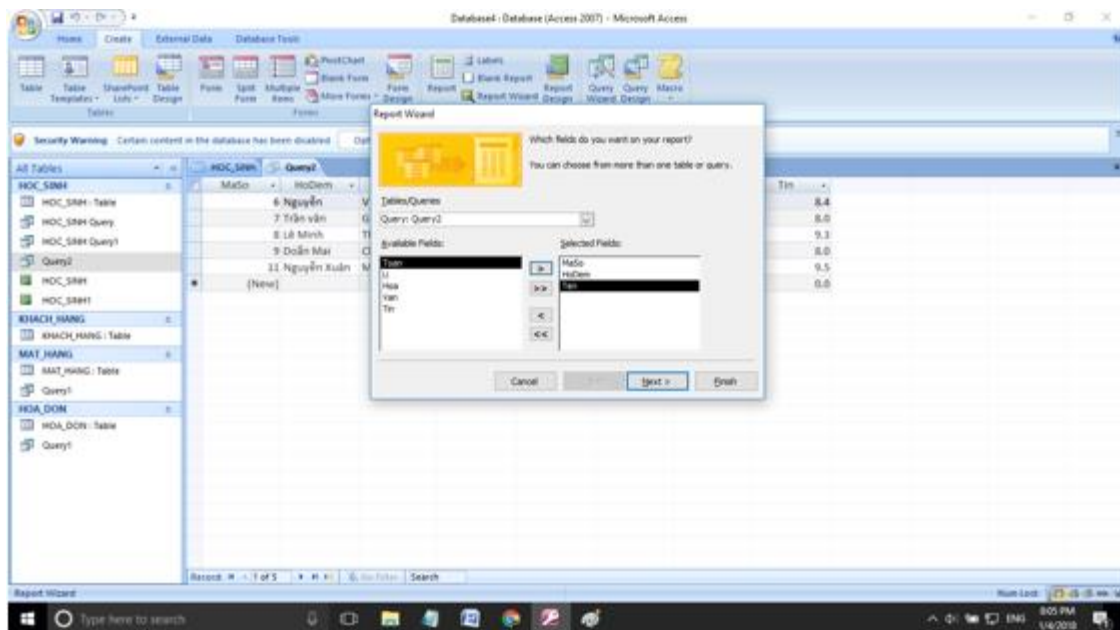 Database4 : Database (Access 2007) - Microsoft Access
Home Create External Data Database Tools
PivotChart Labels
Blank Form Blank Report
More Forms Report Wizard
Table Table Templates SharePoint Lists Table Design Form Split Form Multiple Items Form Design Report Report Design Query Wizard Query Design Macro
Tables Forms
Security Warning Certain content in the database has been disabled
All Tables
HOC_SINH
HOC_SINH : Table
HOC_SINH Query
HOC_SINH Query1
Query2
HOC_SINH
HOC_SINH1
KHACH_HANG
KHACH_HANG : Table
MAT_HANG
MAT_HANG : Table
Query1
HOA_DON
HOA_DON : Table
Query1
HOC_SINH Query2
MaSo HoDem Tin
6 Nguyễn V 8.4
7 Trần văn 8.0
8 Lê Minh 9.3
9 Doãn Mai 8.0
11 Nguyễn Xuân M 9.5
(New) 0.0
Report Wizard
Which fields do you want on your report?
You can choose from more than one table or query.
Tables/Queries
Query: Query2
Available Fields: Selected Fields:
Toan
Li
Hoa
Van
Tin
MaSo
HoDem
Ten
>
>>
<
<<
Cancel Next > Finish
Record: 1 of 5 No Filter Search
Report Wizard Num Lock
Type here to search
ENG 8:05 PM
1/4/2018